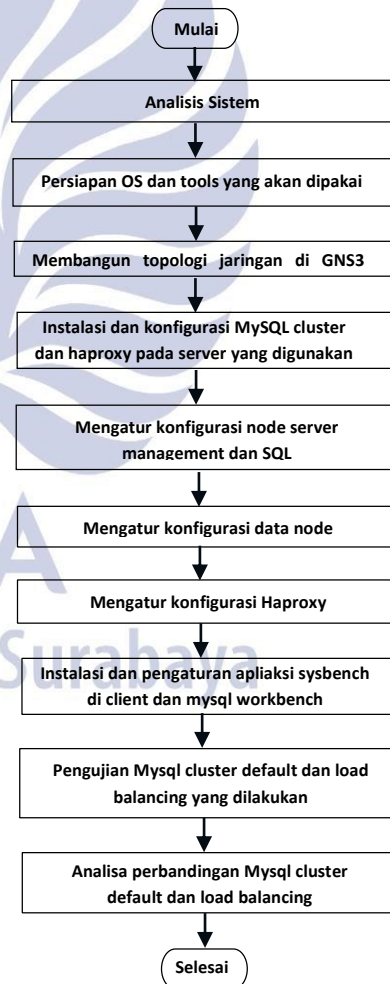 Mulai
Analisis Sistem
Persiapan OS dan tools yang akan dipakai
Membangun topologi jaringan di GNS3
Instalasi dan konfigurasi MySQL cluster
dan haproxy pada server yang digunakan
Mengatur konfigurasi node server
management dan SQL
Mengatur konfigurasi data node
A
Mengatur konfigurasi Haproxy
Surabaya
Instalasi dan pengaturan apliaksi sysbench
di client dan mysql workbench
Pengujian Mysql cluster default dan load
balancing yang dilakukan
Analisa perbandingan Mysql cluster
default dan load balancing
Selesai